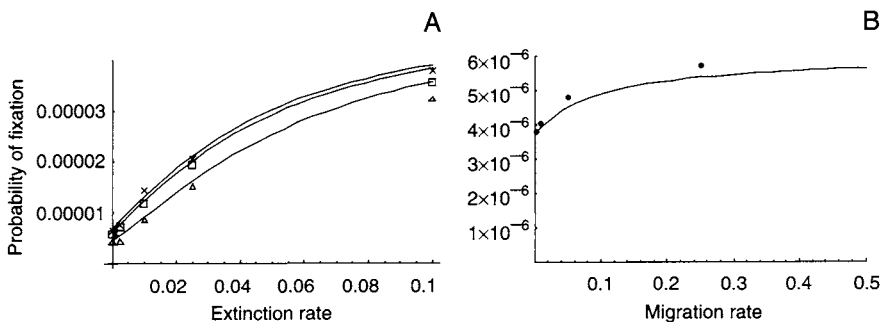 A
Probability of fixation
0.00003
0.00002
0.00001
0.02 0.04 0.06 0.08 0.1
Extinction rate
B
6×10⁻⁶
5×10⁻⁶
4×10⁻⁶
3×10⁻⁶
2×10⁻⁶
1×10⁻⁶
0.1 0.2 0.3 0.4 0.5
Migration rate